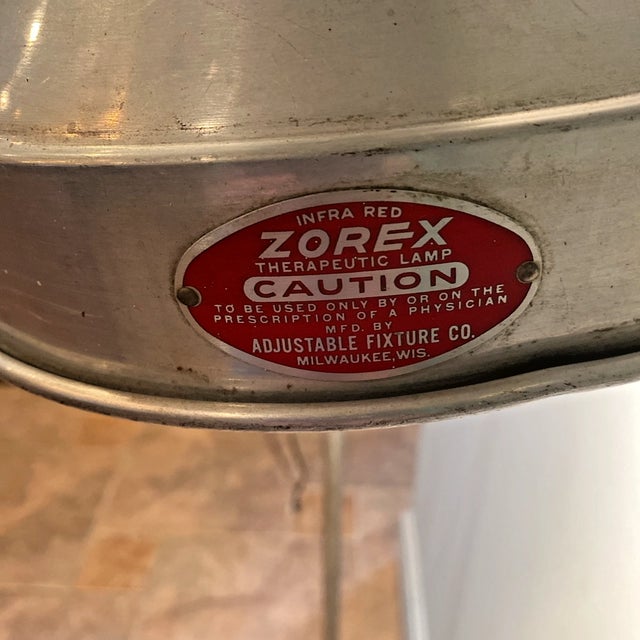 INFRA RED
ZOREX
THERAPEUTIC LAMP
CAUTION
TO BE USED ONLY BY OR ON THE
PRESCRIPTION OF A PHYSICIAN
MFD. BY
ADJUSTABLE FIXTURE CO.
MILWAUKEE, WIS.